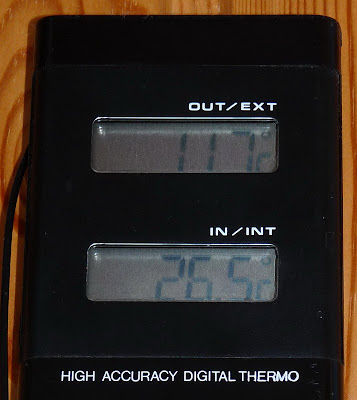 OUT/EXT
11.7°C
IN/INT
26.5°C
HIGH ACCURACY DIGITAL THERMO